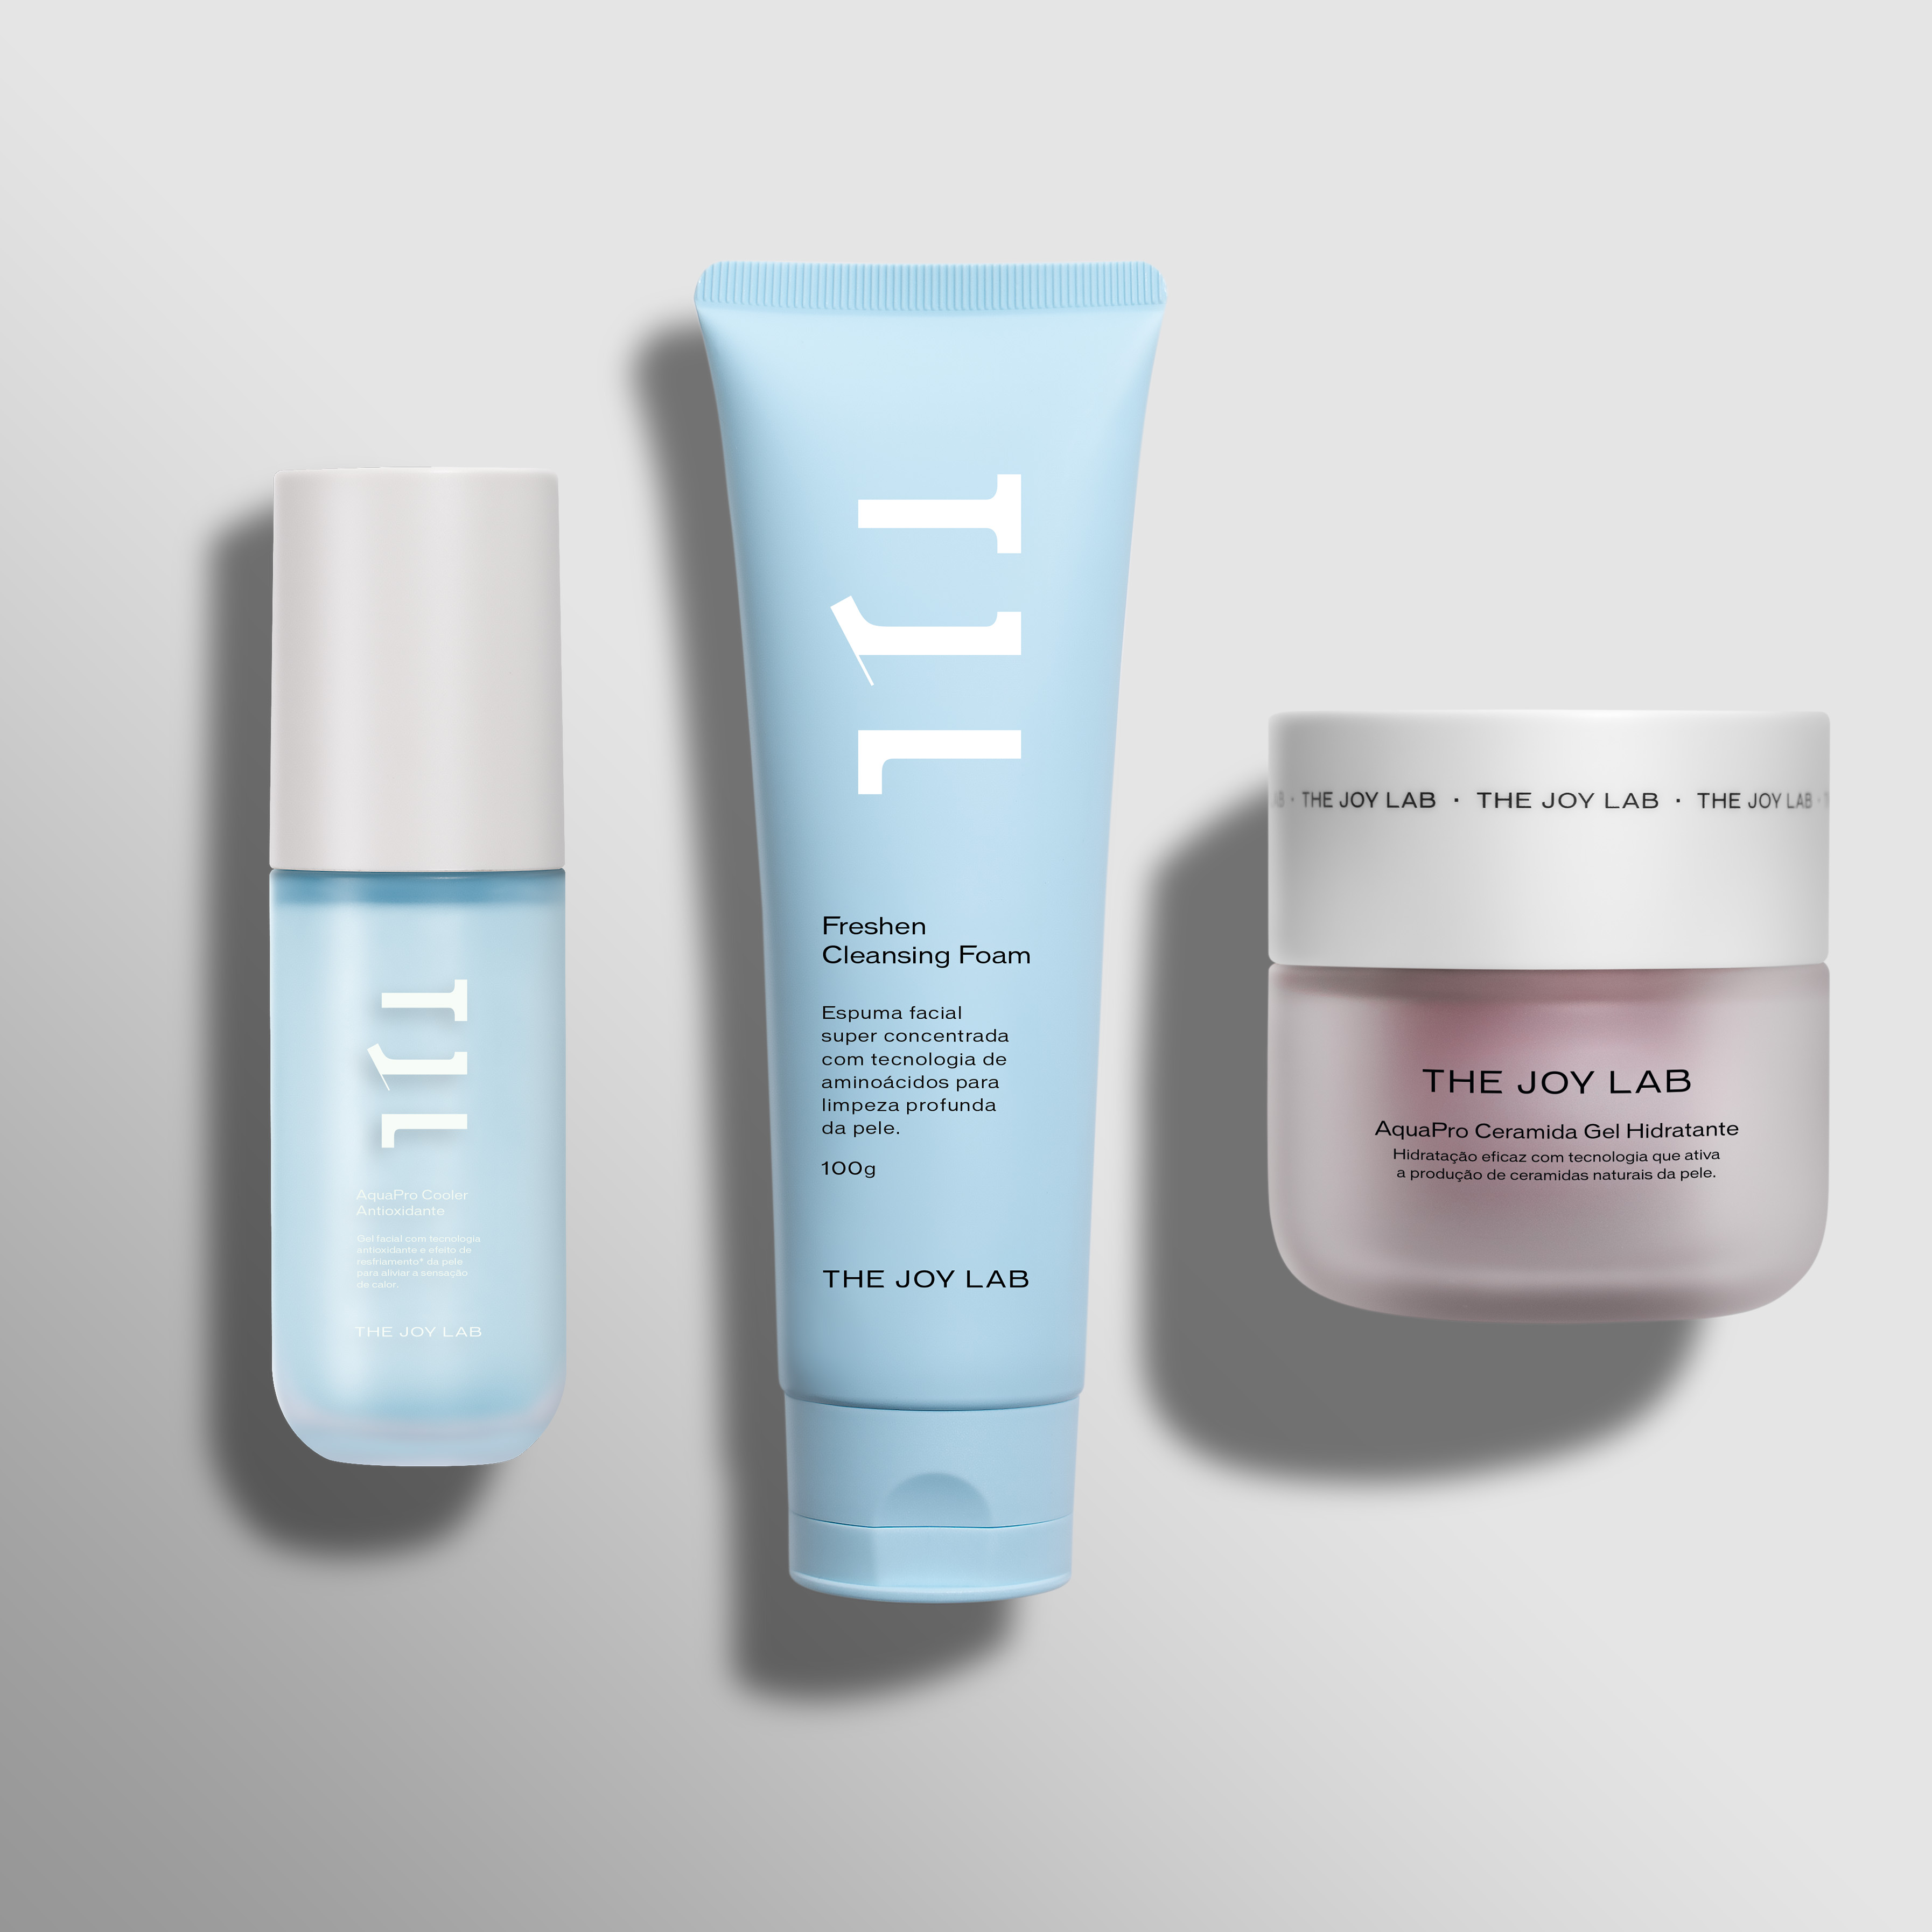 TJL
AquaPro Cooler
Antioxidante
Gel facial com tecnologia
antioxidante e efeito de
resfriamento* da pele
para aliviar a sensação
de calor.
THE JOY LAB
TJL
Freshen
Cleansing Foam
Espuma facial
super concentrada
com tecnologia de
aminoácidos para
limpeza profunda
da pele.
100g
THE JOY LAB
THE JOY LAB · THE JOY LAB · THE JOY LAB
THE JOY LAB
AquaPro Ceramida Gel Hidratante
Hidratação eficaz com tecnologia que ativa
a produção de ceramidas naturais da pele.